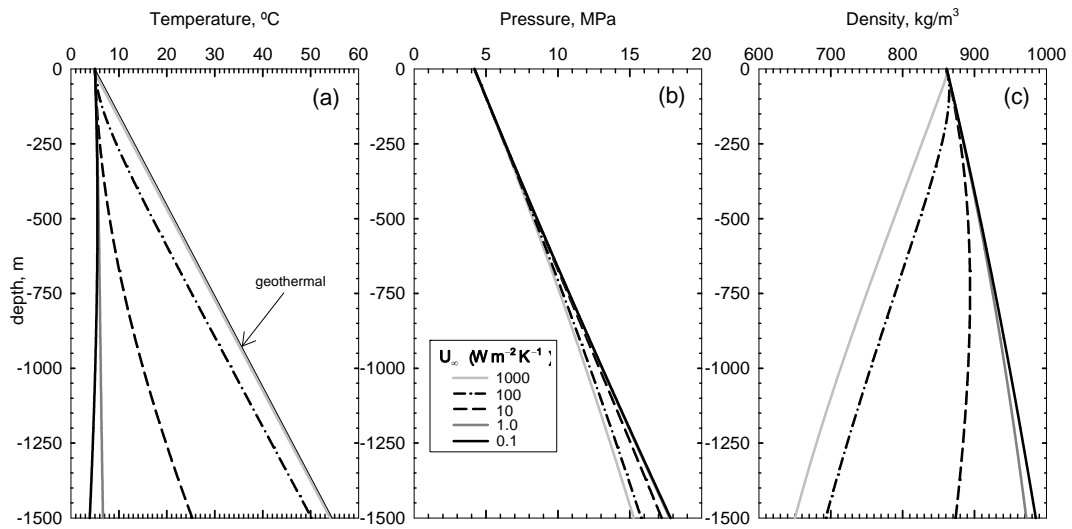 Temperature, ºC
Pressure, MPa
Density, kg/m³
0 10 20 30 40 50 60
0 5 10 15 20
600 700 800 900 1000
0
-250
-500
-750
-1000
-1250
-1500
depth, m
(a)
geothermal
0
-250
-500
-750
-1000
-1250
-1500
(b)
U∞ (W m⁻² K⁻¹)
1000
100
10
1.0
0.1
0
-250
-500
-750
-1000
-1250
-1500
(c)